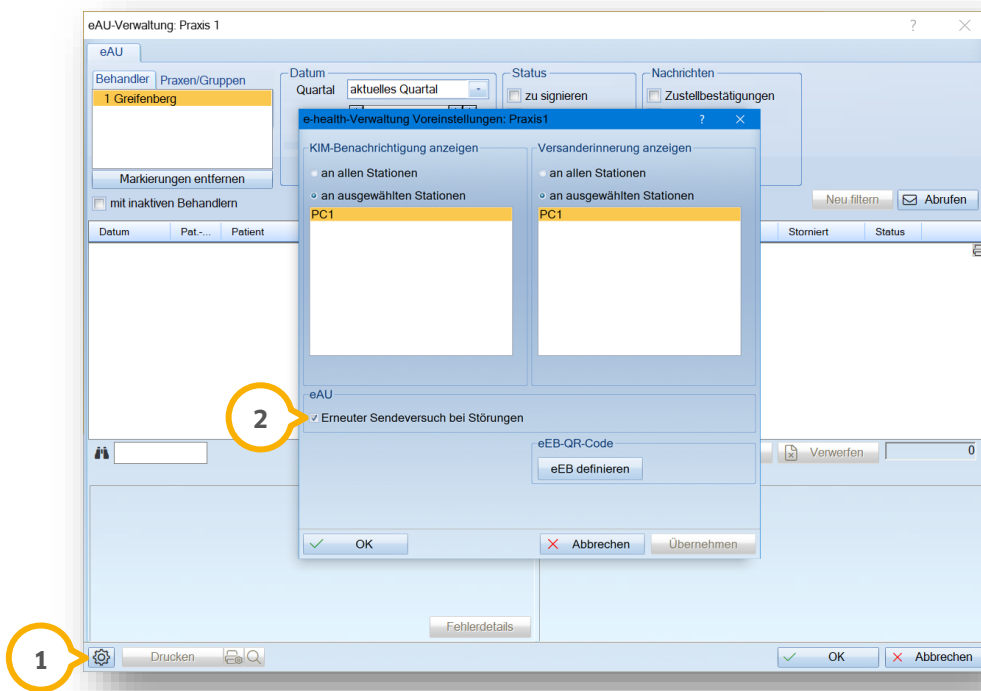 eAU-Verwaltung: Praxis 1
eAU
Behandler Praxen/Gruppen
1 Greifenberg
Markierungen entfernen
mit inaktiven Behandlern
Datum
Quartal aktuelles Quartal
Status
zu signieren
Nachrichten
Zustellbestätigungen
Neu filtern Abrufen
Datum Pat.-... Patient Storniert Status
e-health-Verwaltung Voreinstellungen: Praxis1
KIM-Benachrichtigung anzeigen
an allen Stationen
an ausgewählten Stationen
PC1
Versanderinnerung anzeigen
an allen Stationen
an ausgewählten Stationen
PC1
eAU
2
Erneuter Sendeversuch bei Störungen
eEB-QR-Code
eEB definieren
OK Abbrechen Übernehmen
Verwerfen 0
Fehlerdetails
1
Drucken
OK Abbrechen